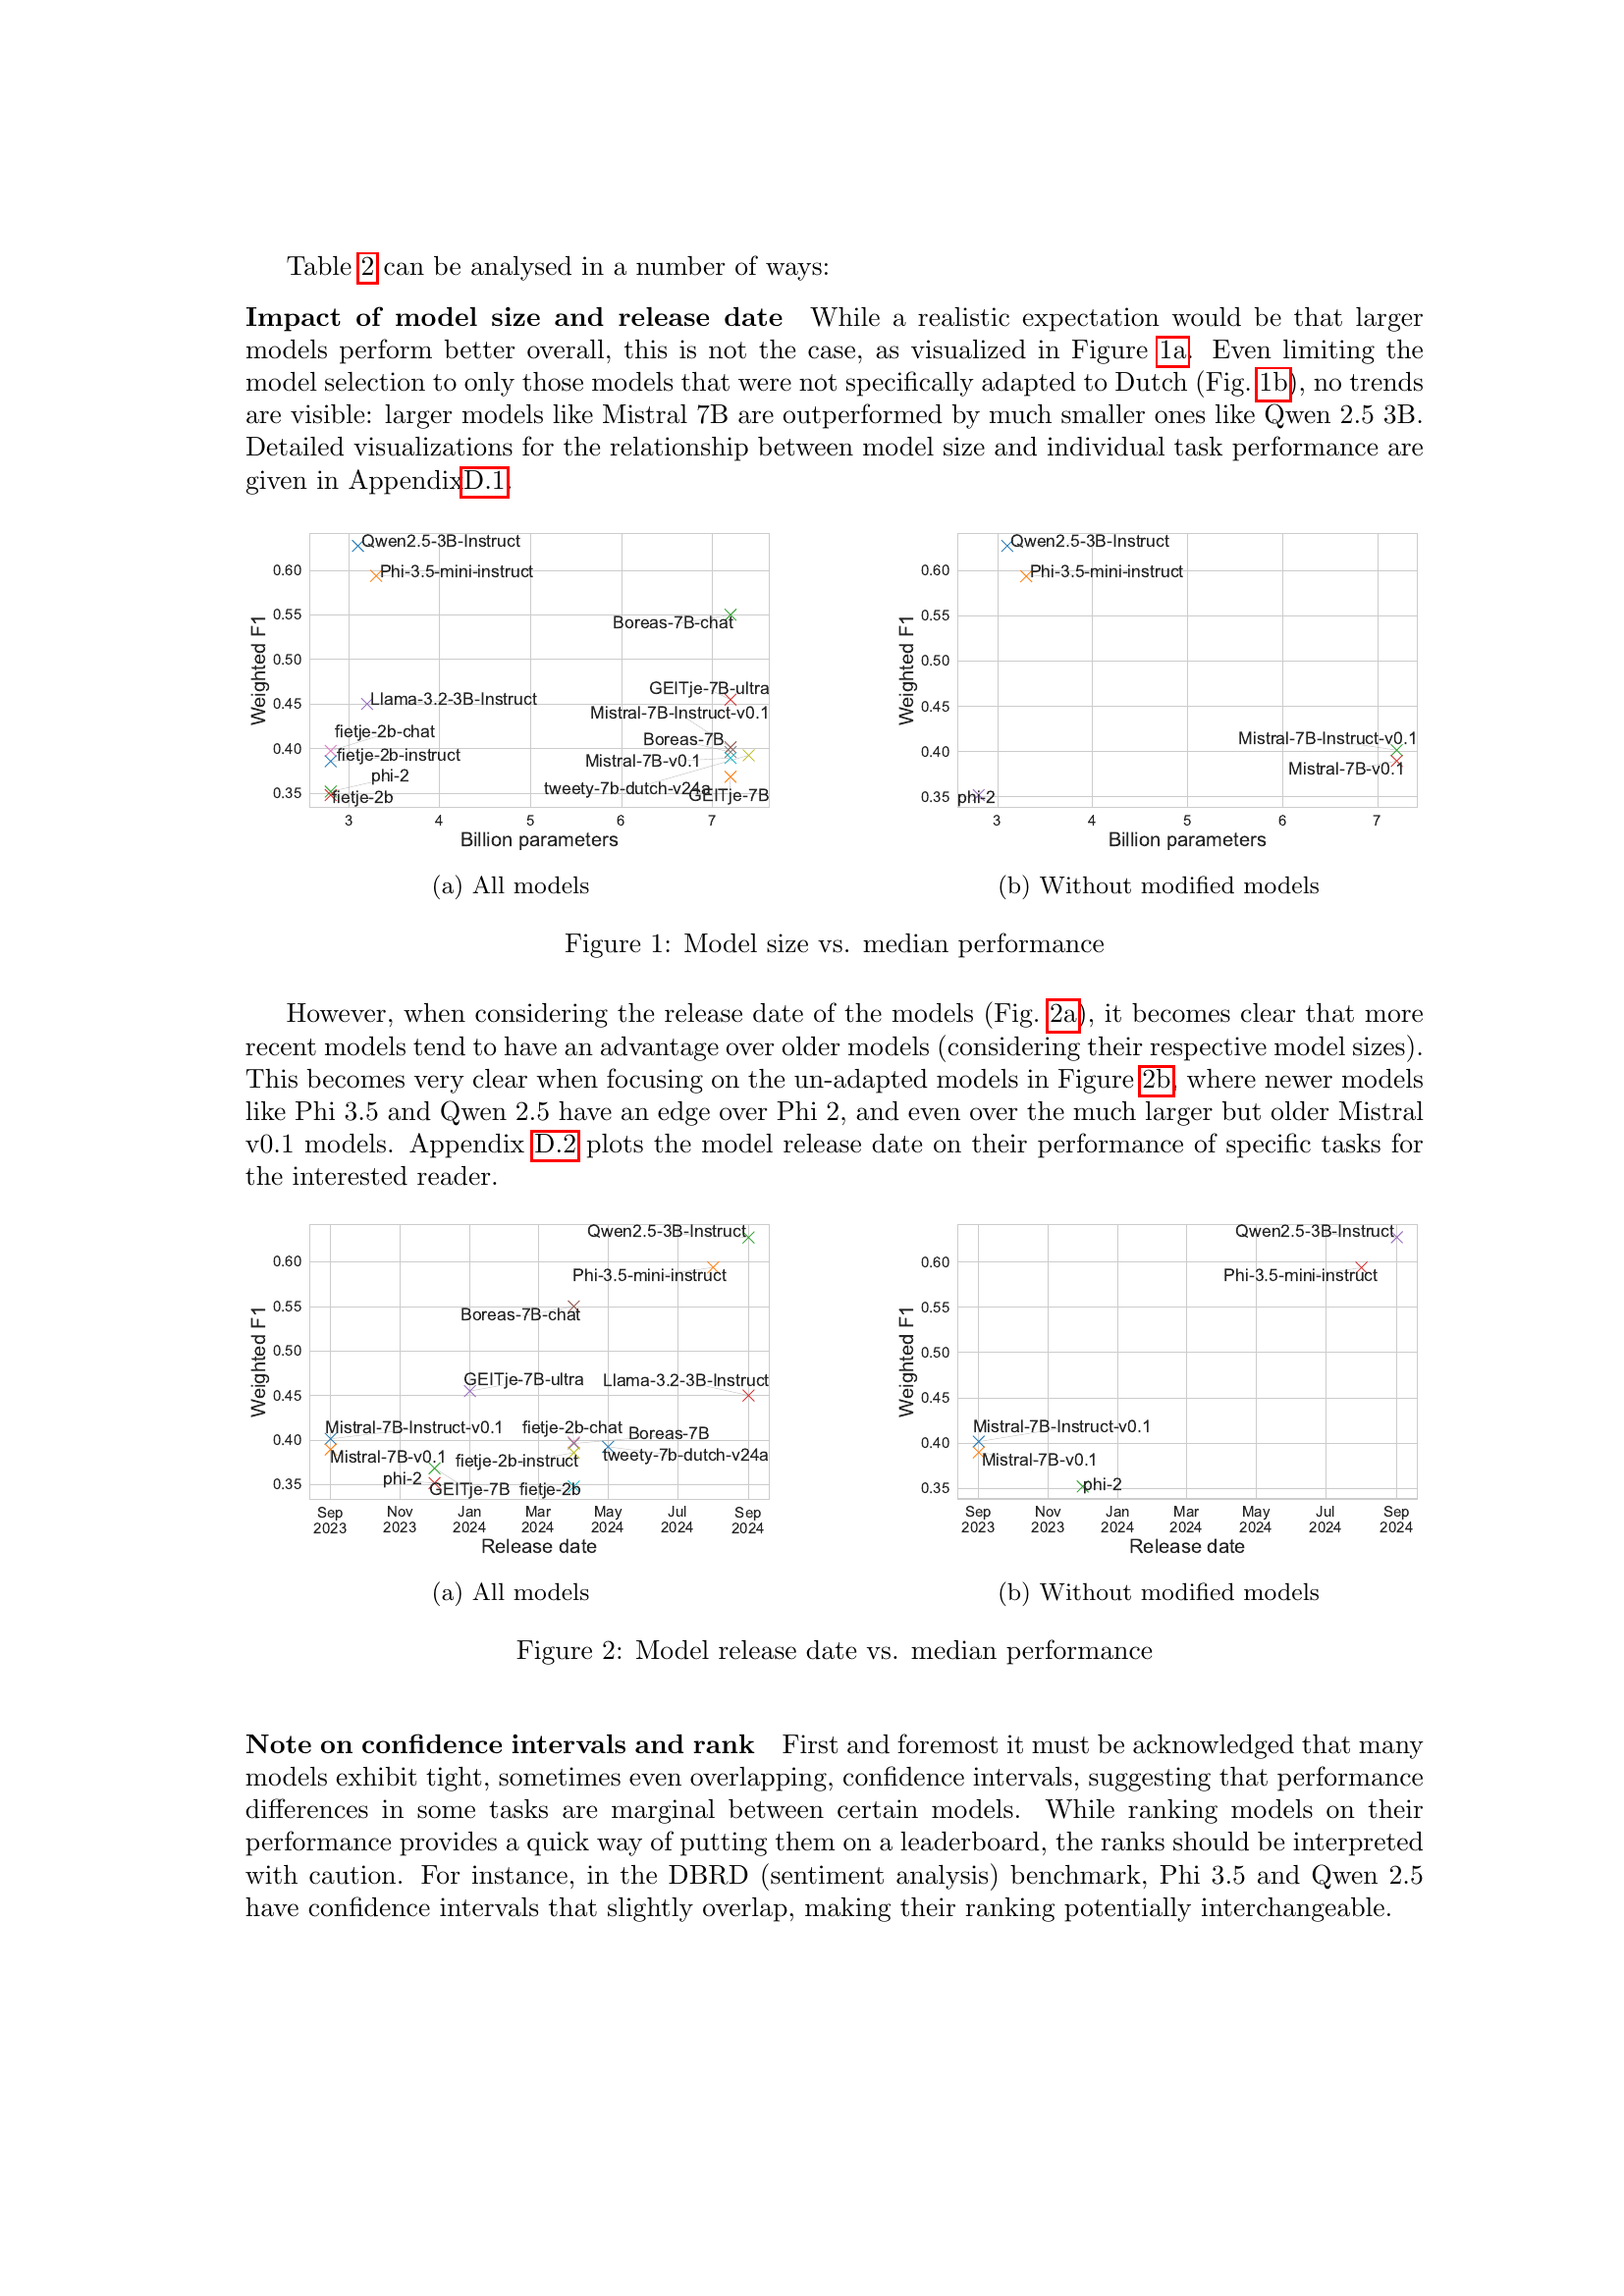 Table 2 can be analysed in a number of ways:
Impact of model size and release date While a realistic expectation would be that larger
models perform better overall, this is not the case, as visualized in Figure 1a. Even limiting the
model selection to only those models that were not specifically adapted to Dutch (Fig. 1b), no trends
are visible: larger models like Mistral 7B are outperformed by much smaller ones like Qwen 2.5 3B.
Detailed visualizations for the relationship between model size and individual task performance are
given in AppendixD.1.
Weighted F1
0.60
0.55
0.50
0.45
0.40
0.35
Qwen2.5-3B-Instruct
Phi-3.5-mini-instruct
Boreas-7B-chat
GEITje-7B-ultra
Llama-3.2-3B-Instruct
Mistral-7B-Instruct-v0.1
fietje-2b-chat
Boreas-7B
fietje-2b-instruct
Mistral-7B-v0.1
phi-2
tweety-7b-dutch-v24a
GEITje-7B
fietje-2b
3 4 5 6 7
Billion parameters
(a) All models
Weighted F1
0.60
0.55
0.50
0.45
0.40
0.35
Qwen2.5-3B-Instruct
Phi-3.5-mini-instruct
Mistral-7B-Instruct-v0.1
Mistral-7B-v0.1
phi-2
3 4 5 6 7
Billion parameters
(b) Without modified models
Figure 1: Model size vs. median performance
However, when considering the release date of the models (Fig. 2a), it becomes clear that more
recent models tend to have an advantage over older models (considering their respective model sizes).
This becomes very clear when focusing on the un-adapted models in Figure 2b, where newer models
like Phi 3.5 and Qwen 2.5 have an edge over Phi 2, and even over the much larger but older Mistral
v0.1 models. Appendix D.2 plots the model release date on their performance of specific tasks for
the interested reader.
Weighted F1
0.60
0.55
0.50
0.45
0.40
0.35
Qwen2.5-3B-Instruct
Phi-3.5-mini-instruct
Boreas-7B-chat
GEITje-7B-ultra
Llama-3.2-3B-Instruct
Mistral-7B-Instruct-v0.1
fietje-2b-chat
Boreas-7B
Mistral-7B-v0.1
fietje-2b-instruct
tweety-7b-dutch-v24a
phi-2
GEITje-7B
fietje-2b
Sep Nov Jan Mar May Jul Sep
2023 2023 2024 2024 2024 2024 2024
Release date
(a) All models
Weighted F1
0.60
0.55
0.50
0.45
0.40
0.35
Qwen2.5-3B-Instruct
Phi-3.5-mini-instruct
Mistral-7B-Instruct-v0.1
Mistral-7B-v0.1
phi-2
Sep Nov Jan Mar May Jul Sep
2023 2023 2024 2024 2024 2024 2024
Release date
(b) Without modified models
Figure 2: Model release date vs. median performance
Note on confidence intervals and rank First and foremost it must be acknowledged that many
models exhibit tight, sometimes even overlapping, confidence intervals, suggesting that performance
differences in some tasks are marginal between certain models. While ranking models on their
performance provides a quick way of putting them on a leaderboard, the ranks should be interpreted
with caution. For instance, in the DBRD (sentiment analysis) benchmark, Phi 3.5 and Qwen 2.5
have confidence intervals that slightly overlap, making their ranking potentially interchangeable.